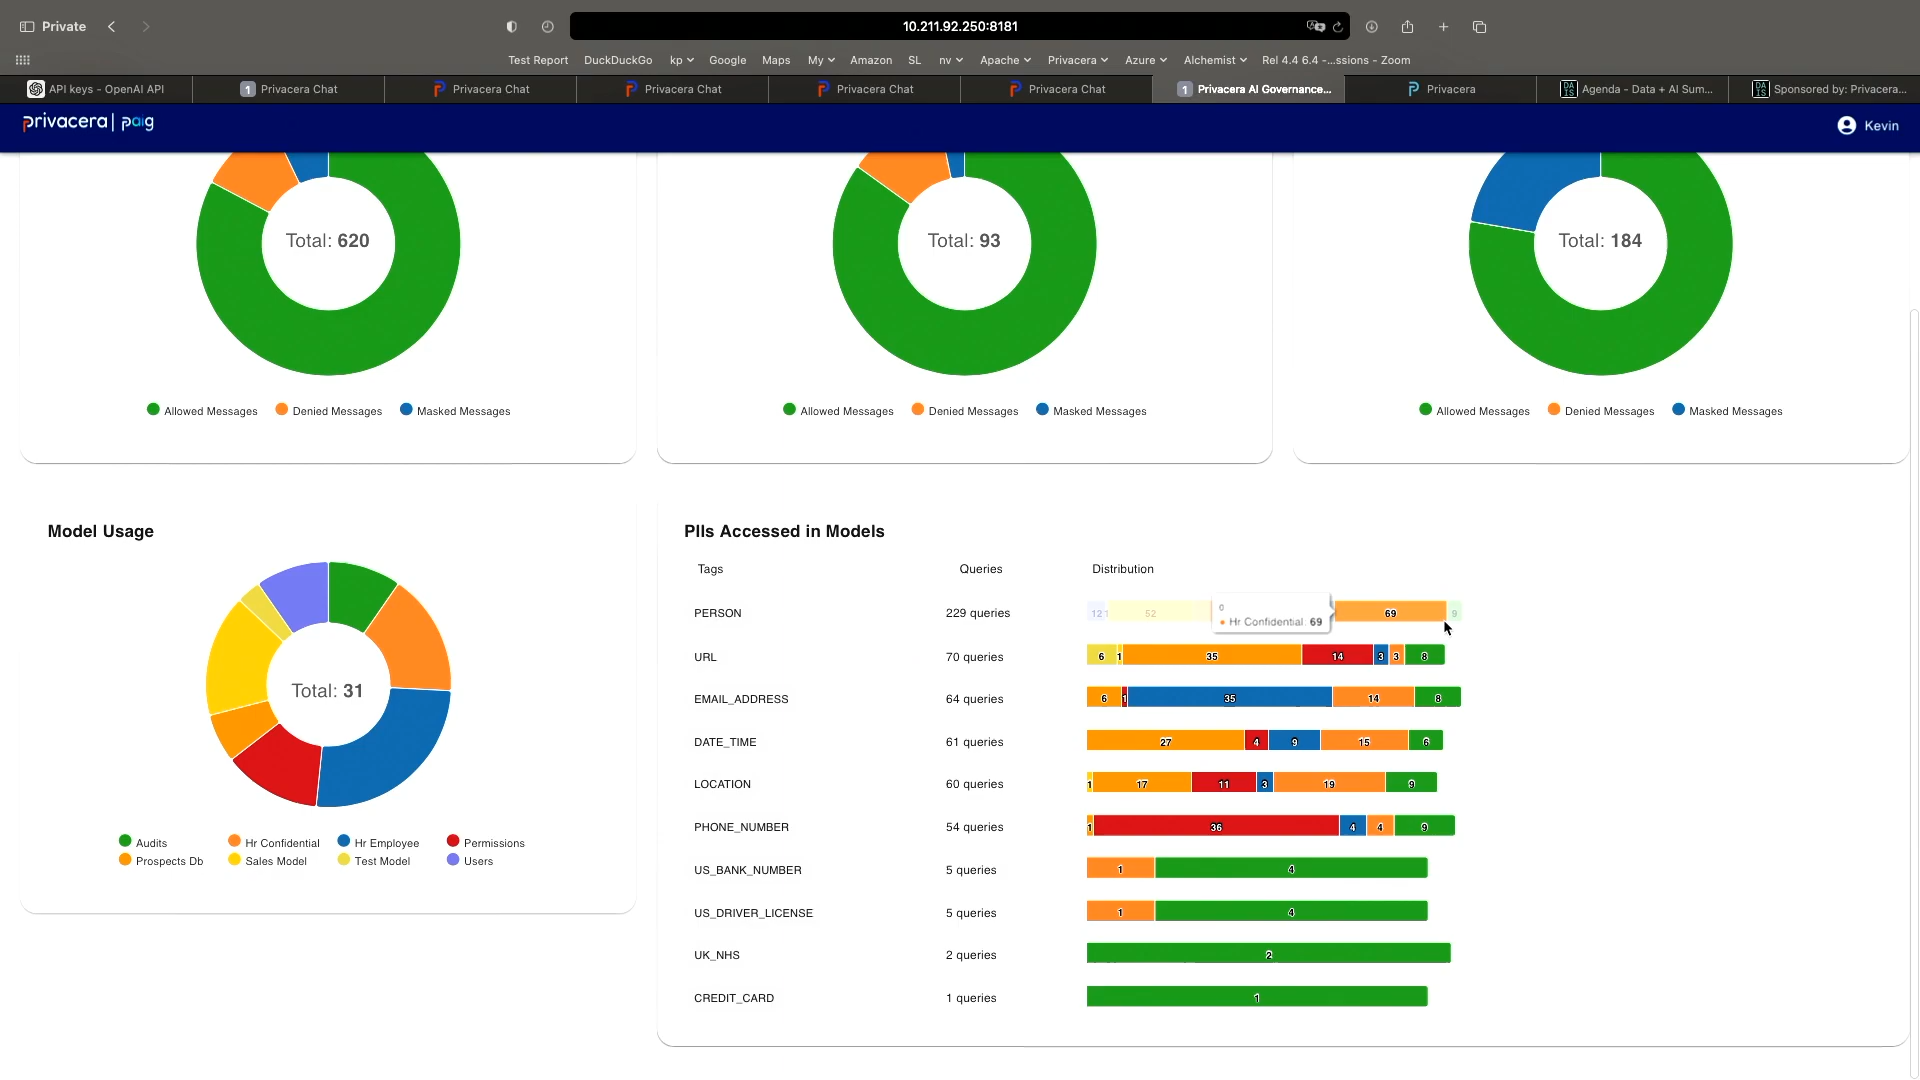 Private
10.211.92.250:8181
Test Report DuckDuckGo kp Google Maps My Amazon SL nv Apache Privacera Azure Alchemist Rel 4.4 6.4 -...ssions - Zoom
API keys - OpenAI API 1 Privacera Chat Privacera Chat Privacera Chat Privacera Chat Privacera Chat 1 Privacera AI Governance... Privacera Agenda - Data + AI Sum... Sponsored by: Privacera...
privacera | paig Kevin
Total: 620 Total: 93 Total: 184
Allowed Messages Denied Messages Masked Messages Allowed Messages Denied Messages Masked Messages Allowed Messages Denied Messages Masked Messages
Model Usage
Total: 31
Audits Hr Confidential Hr Employee Permissions
Prospects Db Sales Model Test Model Users
PIIs Accessed in Models
Tags Queries Distribution
PERSON 229 queries 12 1 52 69 9
0
Hr Confidential 69
URL 70 queries 6 1 35 14 3 3 8
EMAIL_ADDRESS 64 queries 6 1 35 14 8
DATE_TIME 61 queries 27 4 9 15 6
LOCATION 60 queries 1 17 11 3 19 9
PHONE_NUMBER 54 queries 1 36 4 4 9
US_BANK_NUMBER 5 queries 1 4
US_DRIVER_LICENSE 5 queries 1 4
UK_NHS 2 queries 2
CREDIT_CARD 1 queries 1